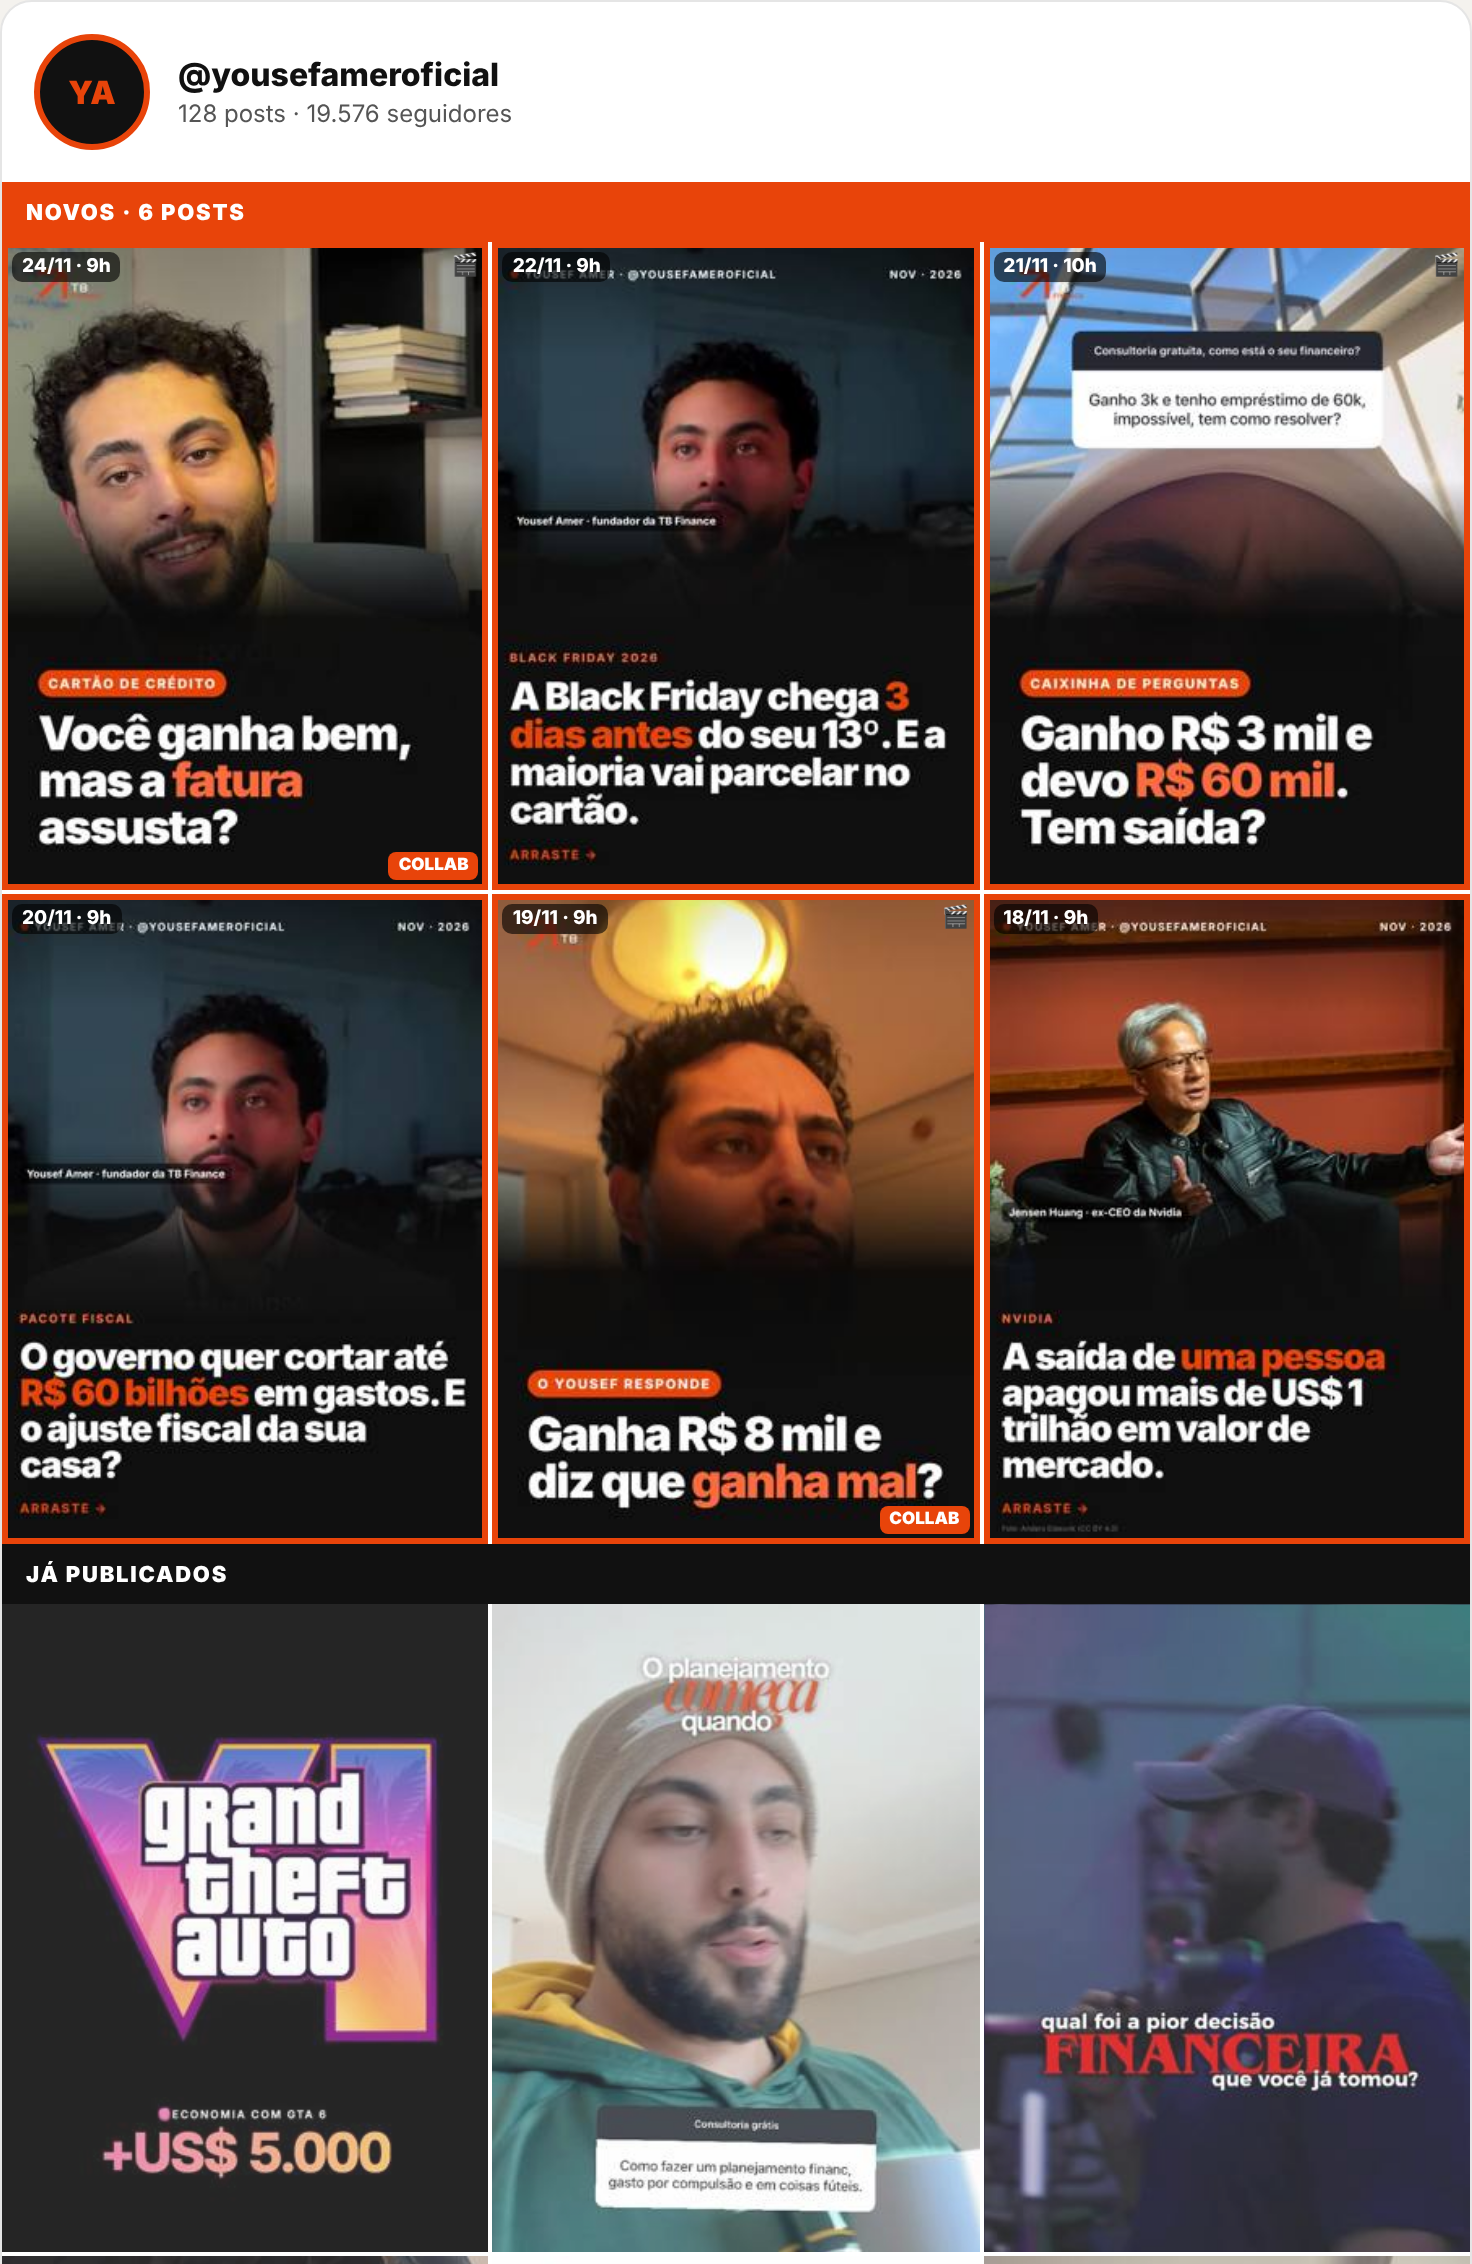 YA
@yousefameroficial
128 posts · 19.576 seguidores
NOVOS · 6 POSTS
24/11 · 9h
TB
CARTÃO DE CRÉDITO
Você ganha bem,
mas a fatura
assusta?
COLLAB
22/11 · 9h
· @YOUSEFAMEROFICIAL
NOV · 2026
Yousef Amer · fundador da TB Finance
BLACK FRIDAY 2026
A Black Friday chega 3
dias antes do seu 13º. E a
maioria vai parcelar no
cartão.
ARRASTE →
21/11 · 10h
Consultoria gratuita, como está o seu financeiro?
Ganho 3k e tenho empréstimo de 60k,
impossível, tem como resolver?
CAIXINHA DE PERGUNTAS
Ganho R$ 3 mil e
devo R$ 60 mil.
Tem saída?
20/11 · 9h
YOUSEF AMER · @YOUSEFAMEROFICIAL
NOV · 2026
Yousef Amer · fundador da TB Finance
PACOTE FISCAL
O governo quer cortar até
R$ 60 bilhões em gastos. E
o ajuste fiscal da sua
casa?
ARRASTE →
19/11 · 9h
TB
O YOUSEF RESPONDE
Ganha R$ 8 mil e
diz que ganha mal?
COLLAB
18/11 · 9h
YOUSEF AMER · @YOUSEFAMEROFICIAL
NOV · 2026
Jensen Huang · ex-CEO da Nvidia
NVIDIA
A saída de uma pessoa
apagou mais de US$ 1
trilhão em valor de
mercado.
ARRASTE →
JÁ PUBLICADOS
VI
grand
theft
auto
ECONOMIA COM GTA 6
+US$ 5.000
O planejamento
começa
quando
Consultoria grátis
Como fazer um planejamento financ,
gasto por compulsão e em coisas fúteis.
qual foi a pior decisão
FINANCEIRA
que você já tomou?